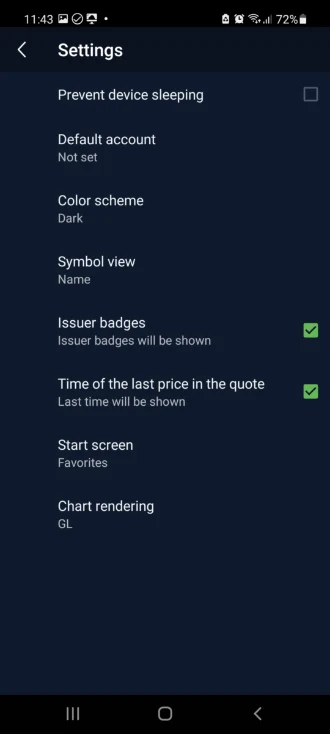 11:43 72%
Settings
Prevent device sleeping
Default account
Not set
Color scheme
Dark
Symbol view
Name
Issuer badges
Issuer badges will be shown
Time of the last price in the quote
Last time will be shown
Start screen
Favorites
Chart rendering
GL